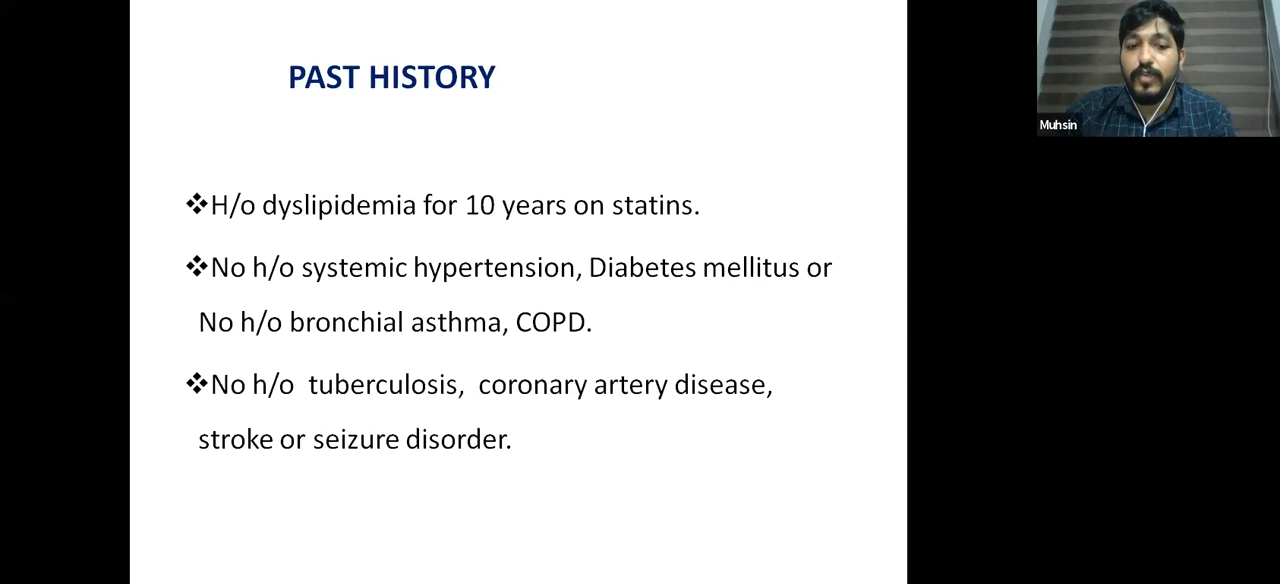 PAST HISTORY
Muhsin
❖H/o dyslipidemia for 10 years on statins.
❖No h/o systemic hypertension, Diabetes mellitus or
No h/o bronchial asthma, COPD.
❖No h/o tuberculosis, coronary artery disease,
stroke or seizure disorder.